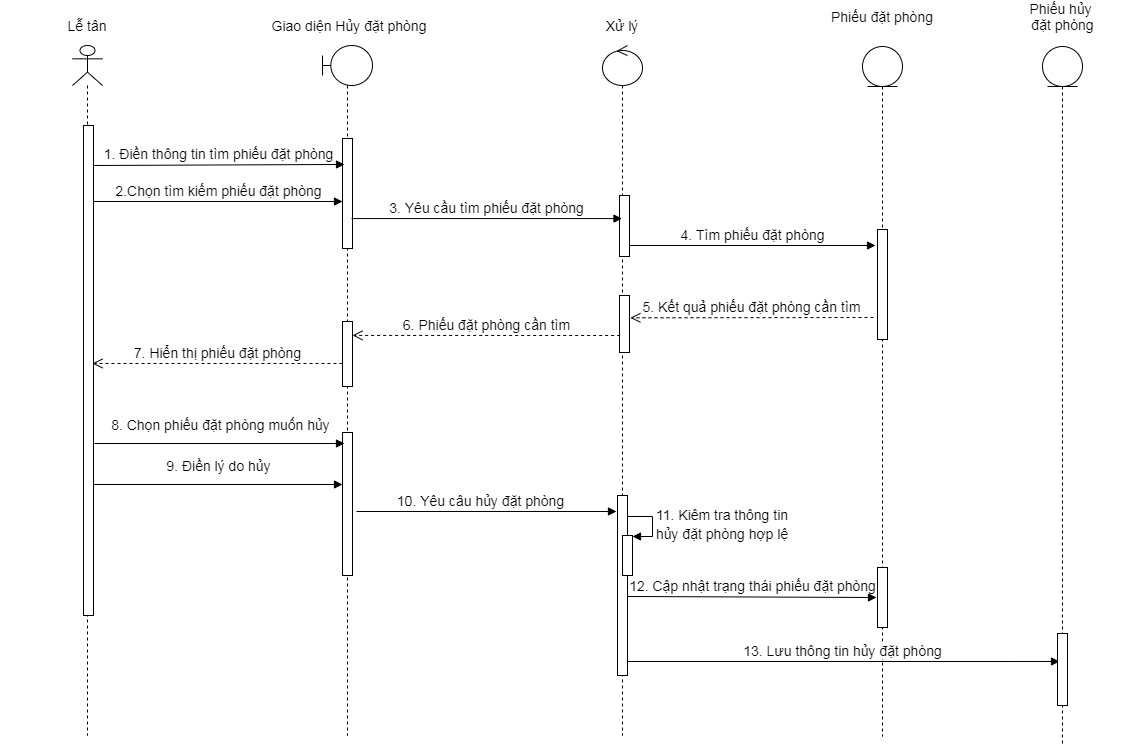 Lễ tân
Giao diện Hủy đặt phòng
Xử lý
Phiếu đặt phòng
Phiếu hủy
đặt phòng
1. Điền thông tin tìm phiếu đặt phòng
2.Chọn tìm kiếm phiếu đặt phòng
3. Yêu cầu tìm phiếu đặt phòng
4. Tìm phiếu đặt phòng
5. Kết quả phiếu đặt phòng cần tìm
6. Phiếu đặt phòng cần tìm
7. Hiển thị phiếu đặt phòng
8. Chọn phiếu đặt phòng muốn hủy
9. Điền lý do hủy
10. Yêu câu hủy đặt phòng
11. Kiêm tra thông tin
hủy đặt phòng hợp lệ
12. Cập nhật trạng thái phiếu đặt phòng
13. Lưu thông tin hủy đặt phòng